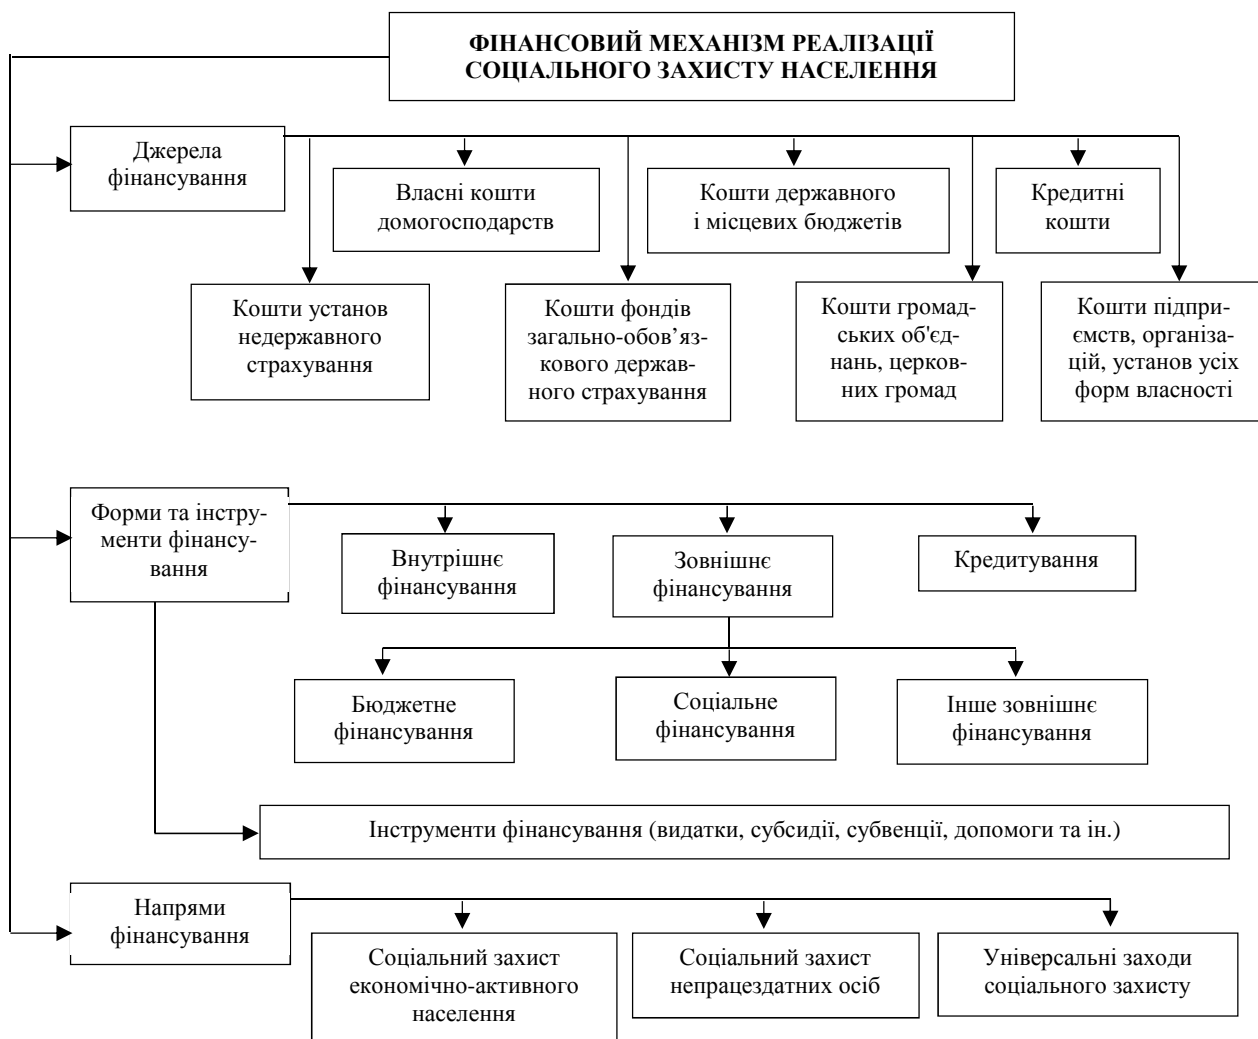 ФІНАНСОВИЙ МЕХАНІЗМ РЕАЛІЗАЦІЇ
СОЦІАЛЬНОГО ЗАХИСТУ НАСЕЛЕННЯ
Джерела
фінансування
Власні кошти
домогосподарств
Кошти державного
і місцевих бюджетів
Кредитні
кошти
Кошти установ
недержавного
страхування
Кошти фондів
загально-обов’яз-
кового держав-
ного страхування
Кошти громад-
ських об'єд-
нань, церков-
них громад
Кошти підпри-
ємств, організа-
цій, установ усіх
форм власності
Форми та інстру-
менти фінансу-
вання
Внутрішнє
фінансування
Зовнішнє
фінансування
Кредитування
Бюджетне
фінансування
Соціальне
фінансування
Інше зовнішнє
фінансування
Інструменти фінансування (видатки, субсидії, субвенції, допомоги та ін.)
Напрями
фінансування
Соціальний захист
економічно-активного
населення
Соціальний захист
непрацездатних осіб
Універсальні заходи
соціального захисту